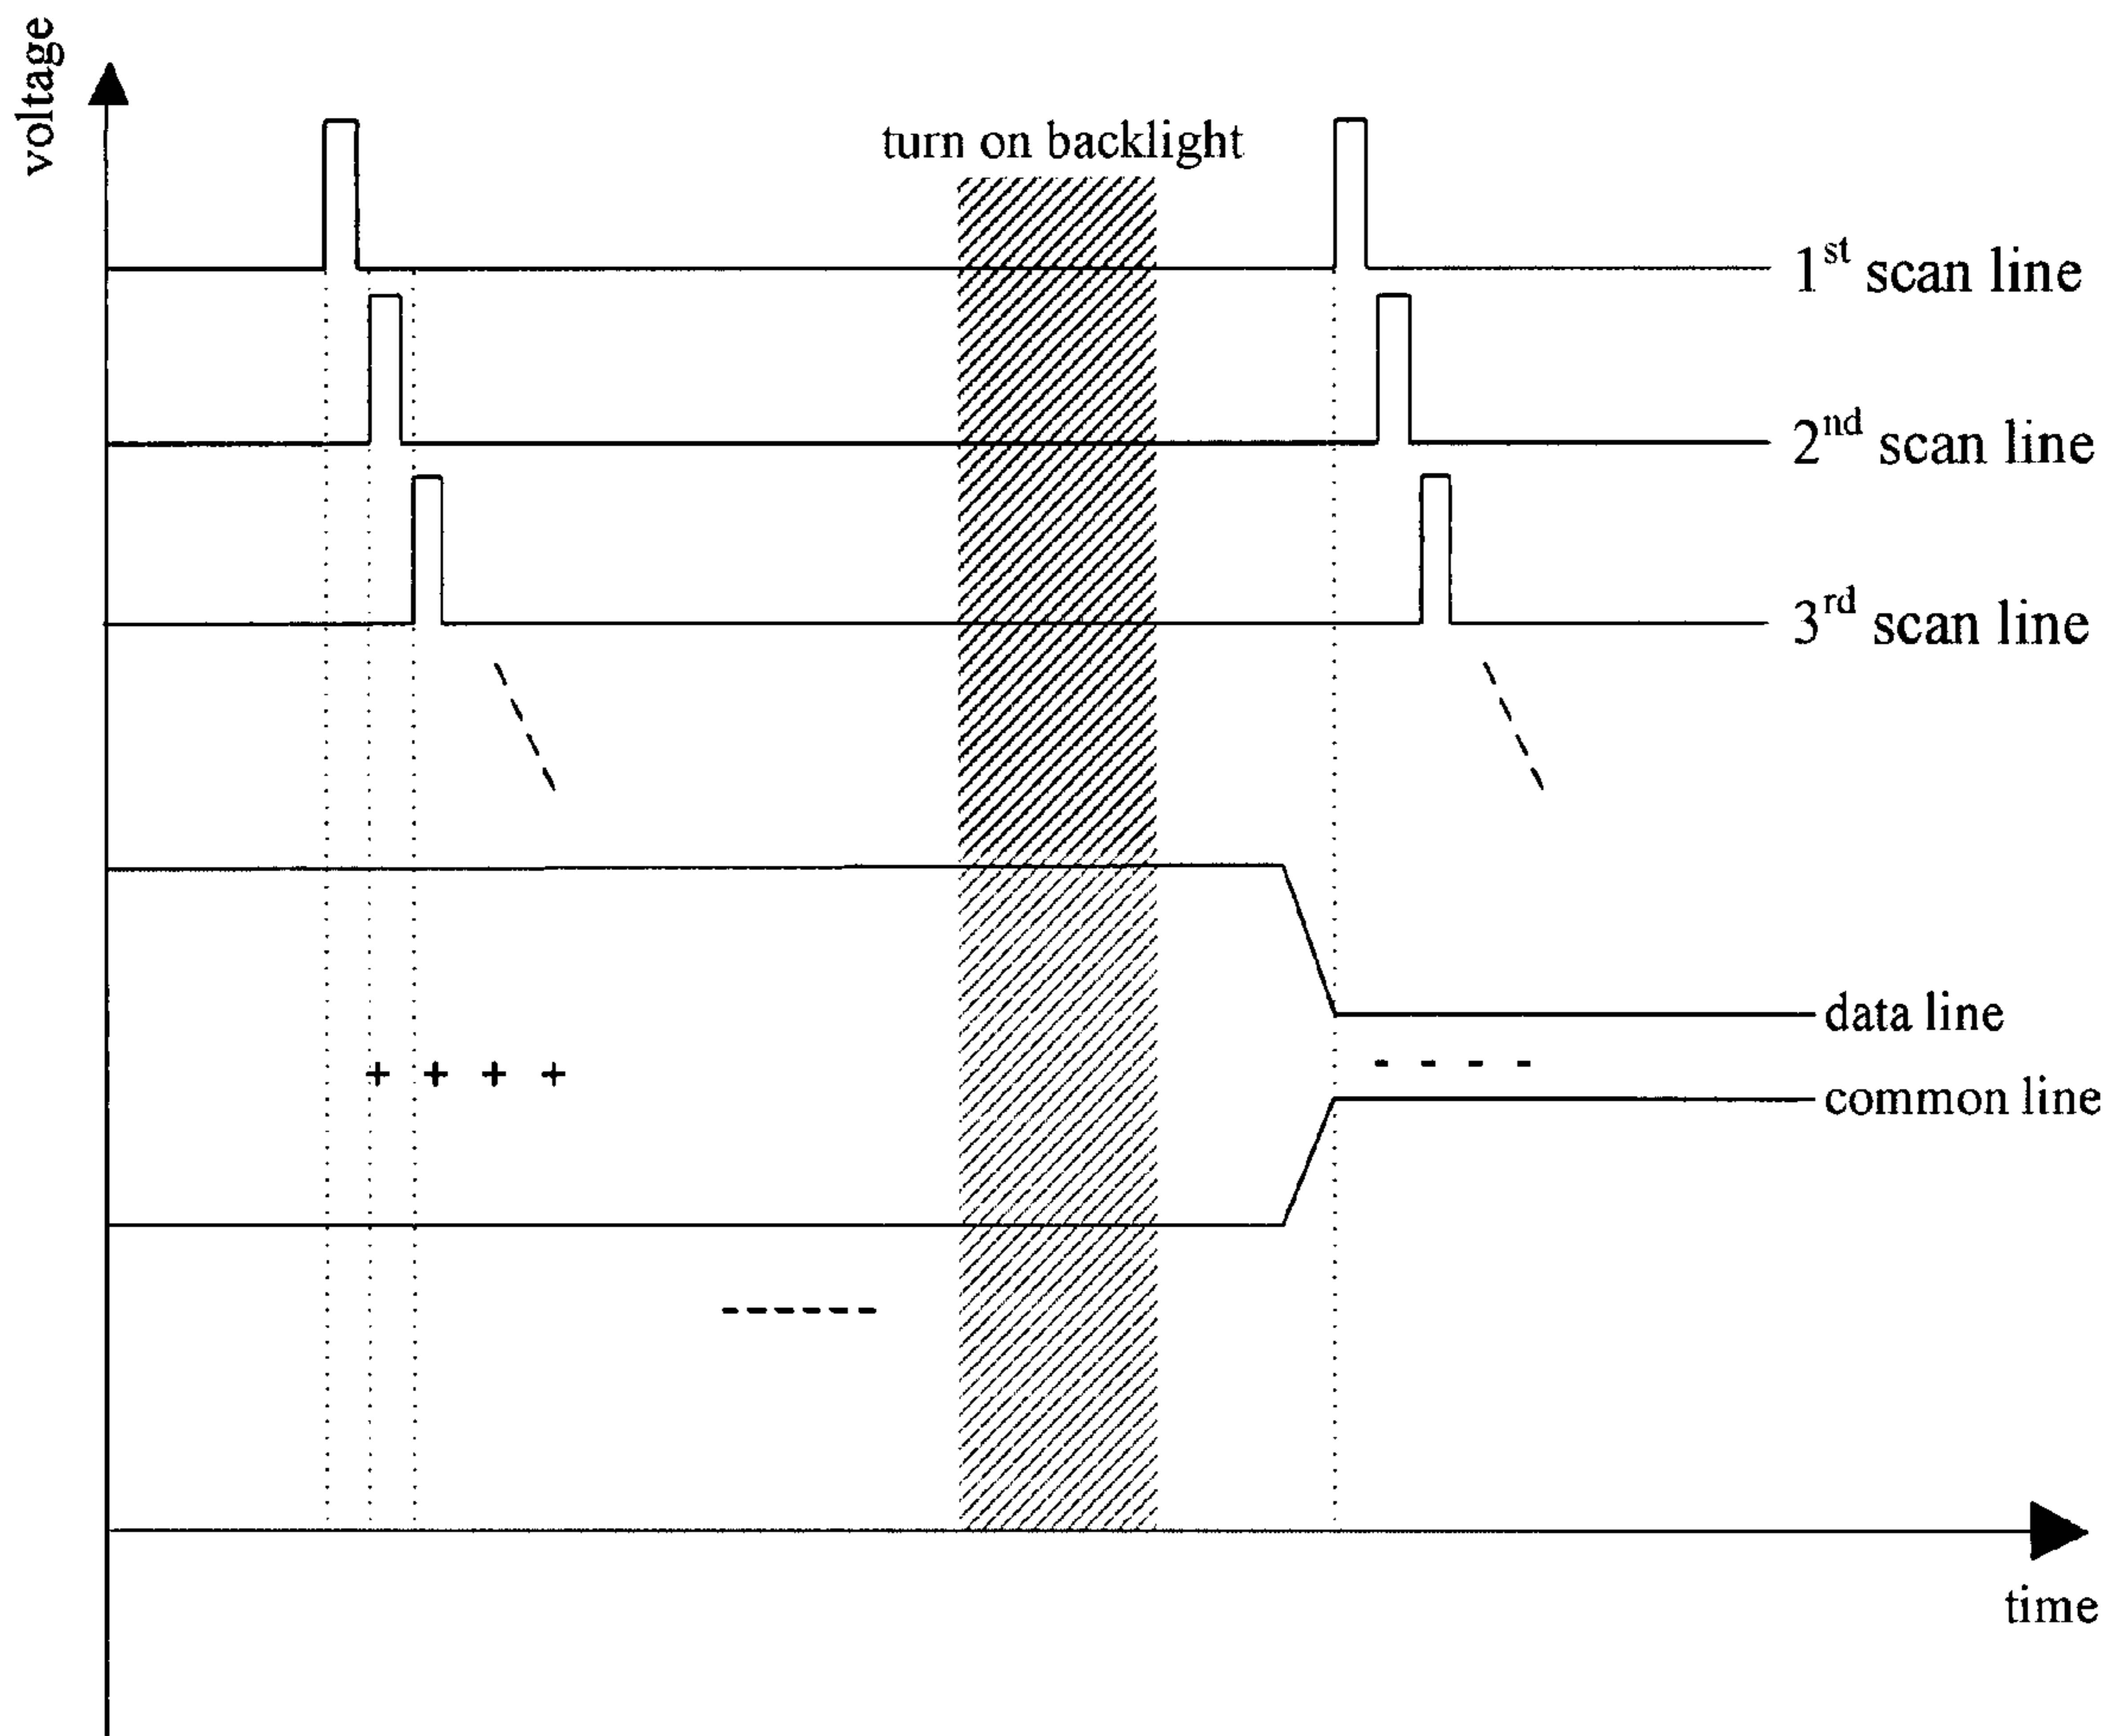 voltage
turn on backlight
1st scan line
2nd scan line
3rd scan line
data line
+ + + +
- - - -
common line
time